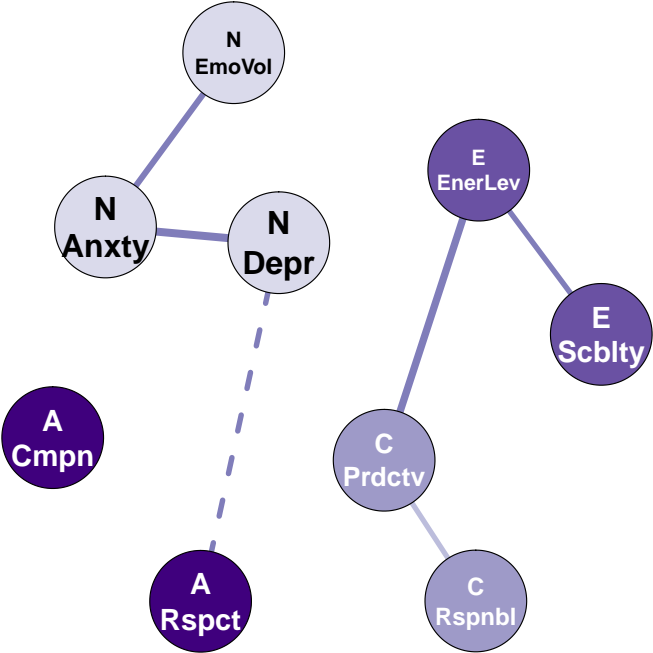 N
EmoVol
E
EnerLev
N
Anxty
N
Depr
E
Scblty
A
Cmpn
C
Prdctv
A
Rspct
C
Rspnbl